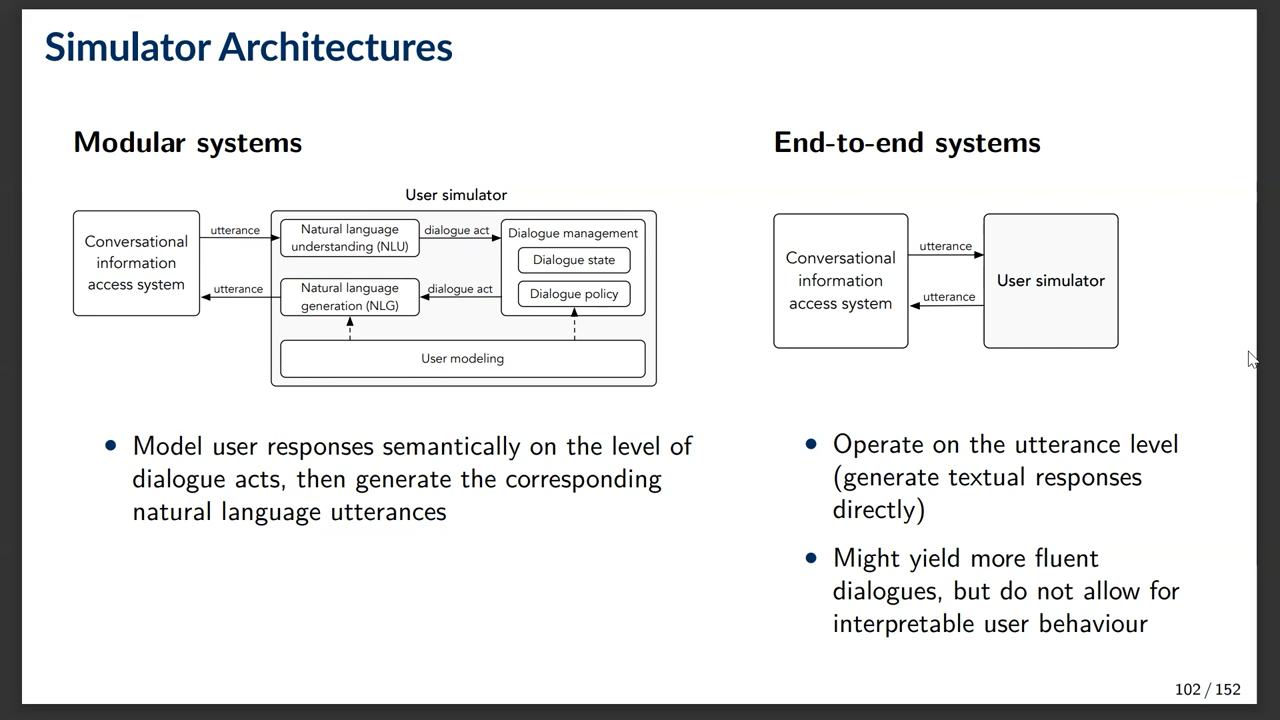 Simulator Architectures
Modular systems
User simulator
Conversational
information
access system
utterance
utterance
Natural language
understanding (NLU)
dialogue act
Dialogue management
Dialogue state
Dialogue policy
dialogue act
Natural language
generation (NLG)
User modeling
Model user responses semantically on the level of
dialogue acts, then generate the corresponding
natural language utterances
End-to-end systems
Conversational
information
access system
utterance
utterance
User simulator
Operate on the utterance level
(generate textual responses
directly)
Might yield more fluent
dialogues, but do not allow for
interpretable user behaviour
102 / 152